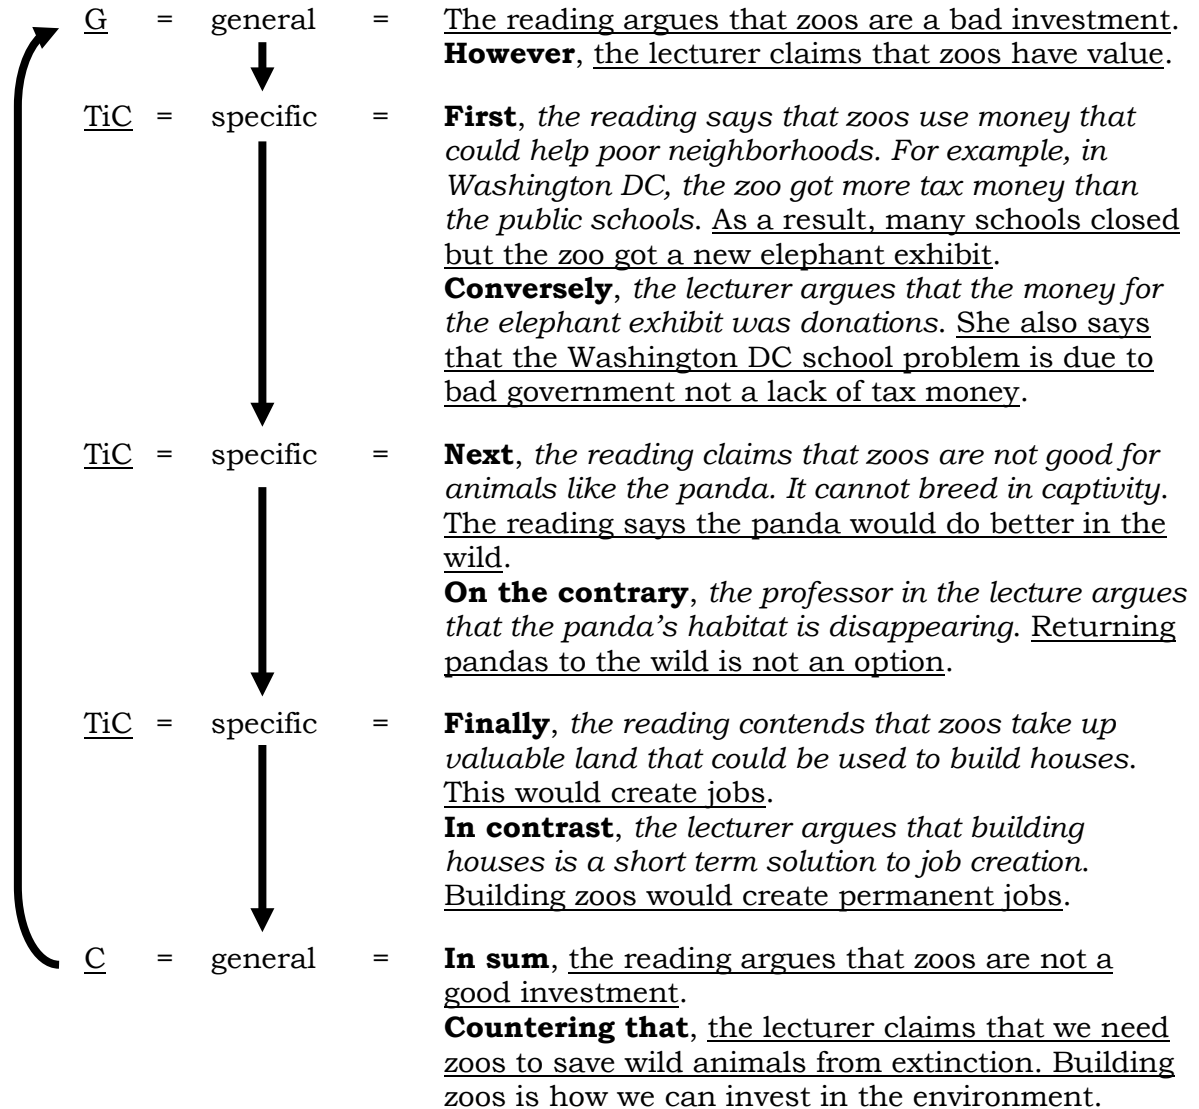 G = general = The reading argues that zoos are a bad investment.
However, the lecturer claims that zoos have value.
TiC = specific = First, the reading says that zoos use money that
could help poor neighborhoods. For example, in
Washington DC, the zoo got more tax money than
the public schools. As a result, many schools closed
but the zoo got a new elephant exhibit.
Conversely, the lecturer argues that the money for
the elephant exhibit was donations. She also says
that the Washington DC school problem is due to
bad government not a lack of tax money.
TiC = specific = Next, the reading claims that zoos are not good for
animals like the panda. It cannot breed in captivity.
The reading says the panda would do better in the
wild.
On the contrary, the professor in the lecture argues
that the panda's habitat is disappearing. Returning
pandas to the wild is not an option.
TiC = specific = Finally, the reading contends that zoos take up
valuable land that could be used to build houses.
This would create jobs.
In contrast, the lecturer argues that building
houses is a short term solution to job creation.
Building zoos would create permanent jobs.
C = general = In sum, the reading argues that zoos are not a
good investment.
Countering that, the lecturer claims that we need
zoos to save wild animals from extinction. Building
zoos is how we can invest in the environment.